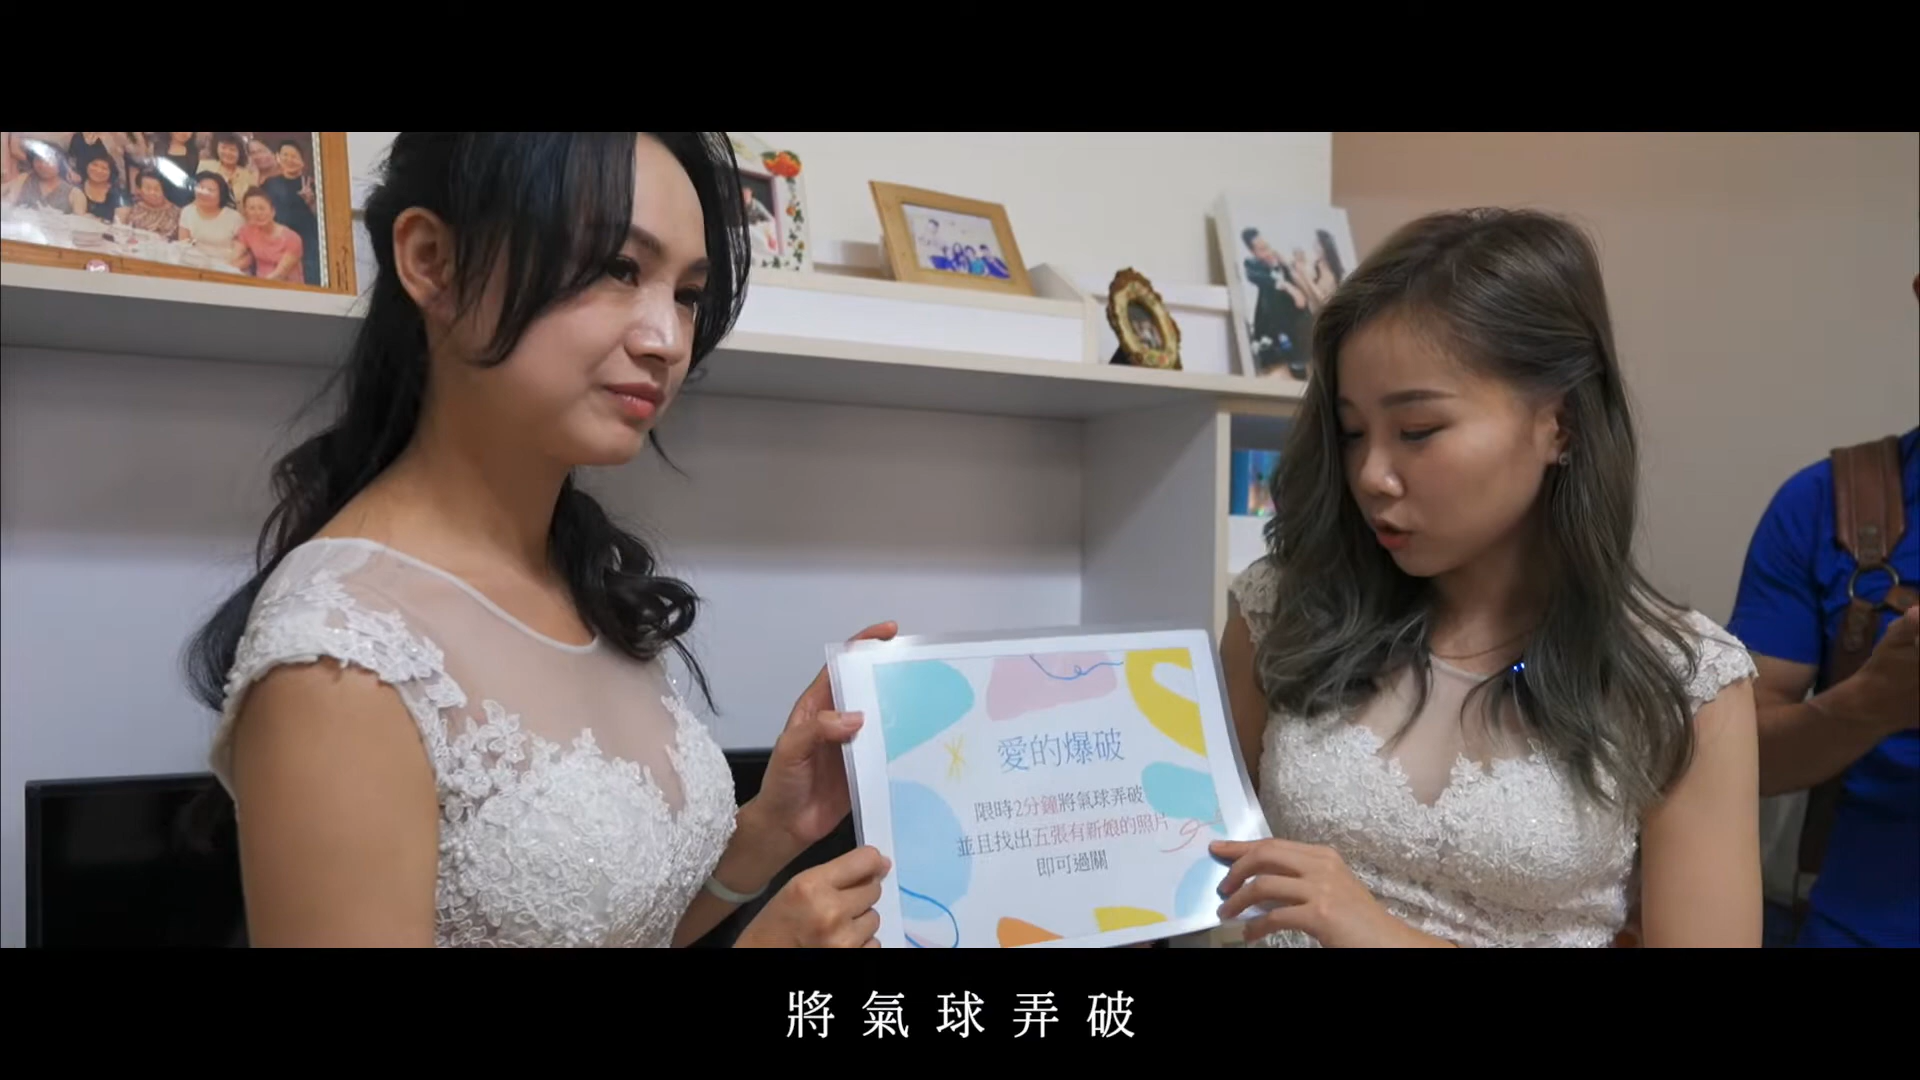 愛的爆破
限時2分鐘將氣球弄破
並且找出五張有新娘的照片
即可過關
將氣球弄破